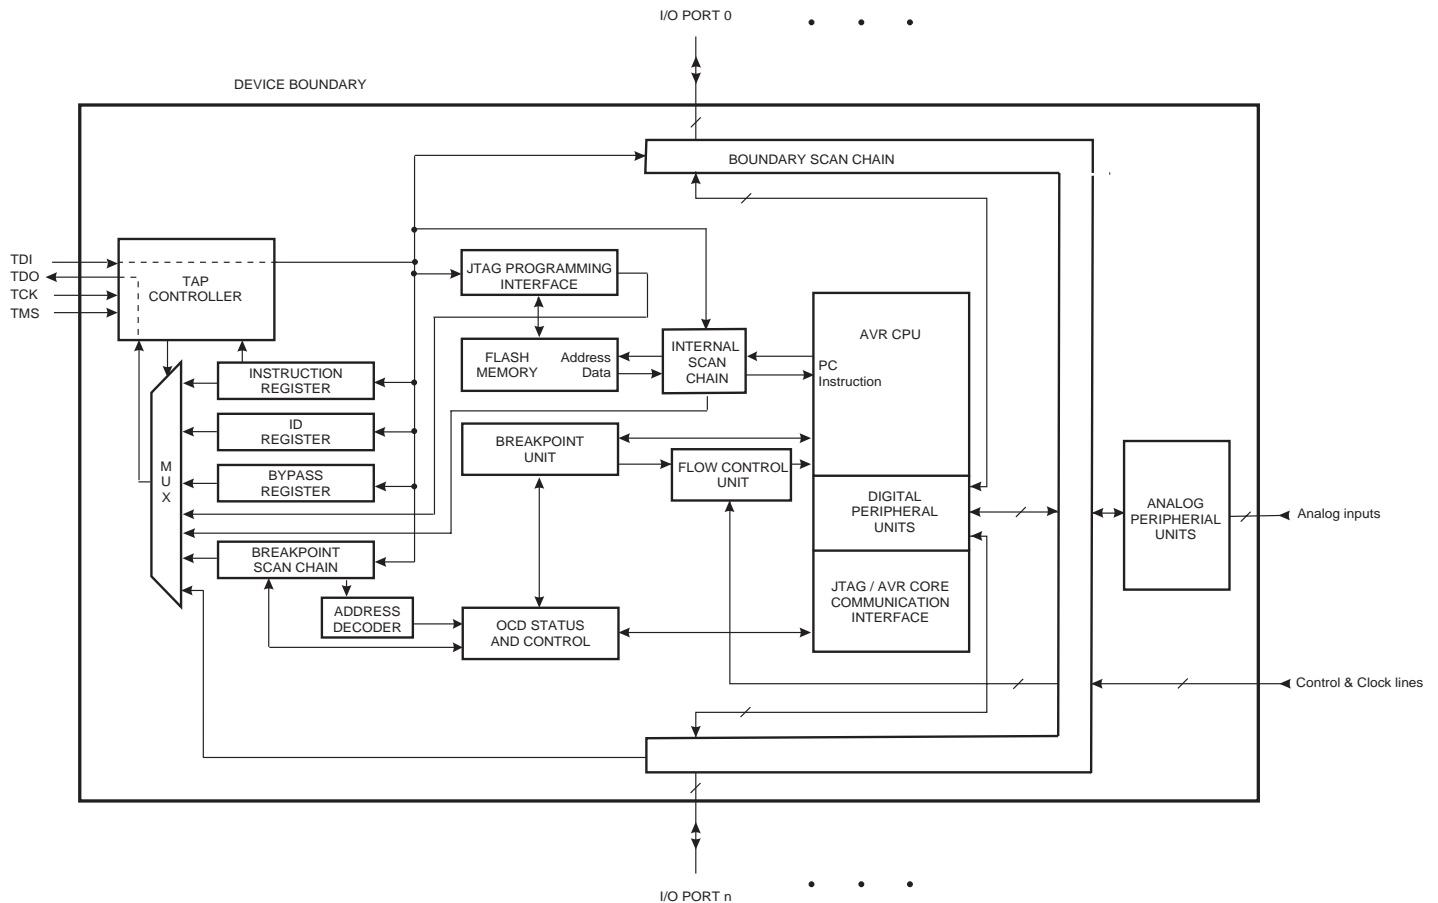 I/O PORT 0
DEVICE BOUNDARY
BOUNDARY SCAN CHAIN
TDI
TDO
TCK
TMS
TAP
CONTROLLER
JTAG PROGRAMMING
INTERFACE
AVR CPU
FLASH
MEMORY
Address
Data
INTERNAL
SCAN
CHAIN
PC
Instruction
INSTRUCTION
REGISTER
ID
REGISTER
BREAKPOINT
UNIT
FLOW CONTROL
UNIT
M
U
X
BYPASS
REGISTER
DIGITAL
PERIPHERAL
UNITS
ANALOG
PERIPHERIAL
UNITS
Analog inputs
BREAKPOINT
SCAN CHAIN
ADDRESS
DECODER
OCD STATUS
AND CONTROL
JTAG / AVR CORE
COMMUNICATION
INTERFACE
Control & Clock lines
I/O PORT n